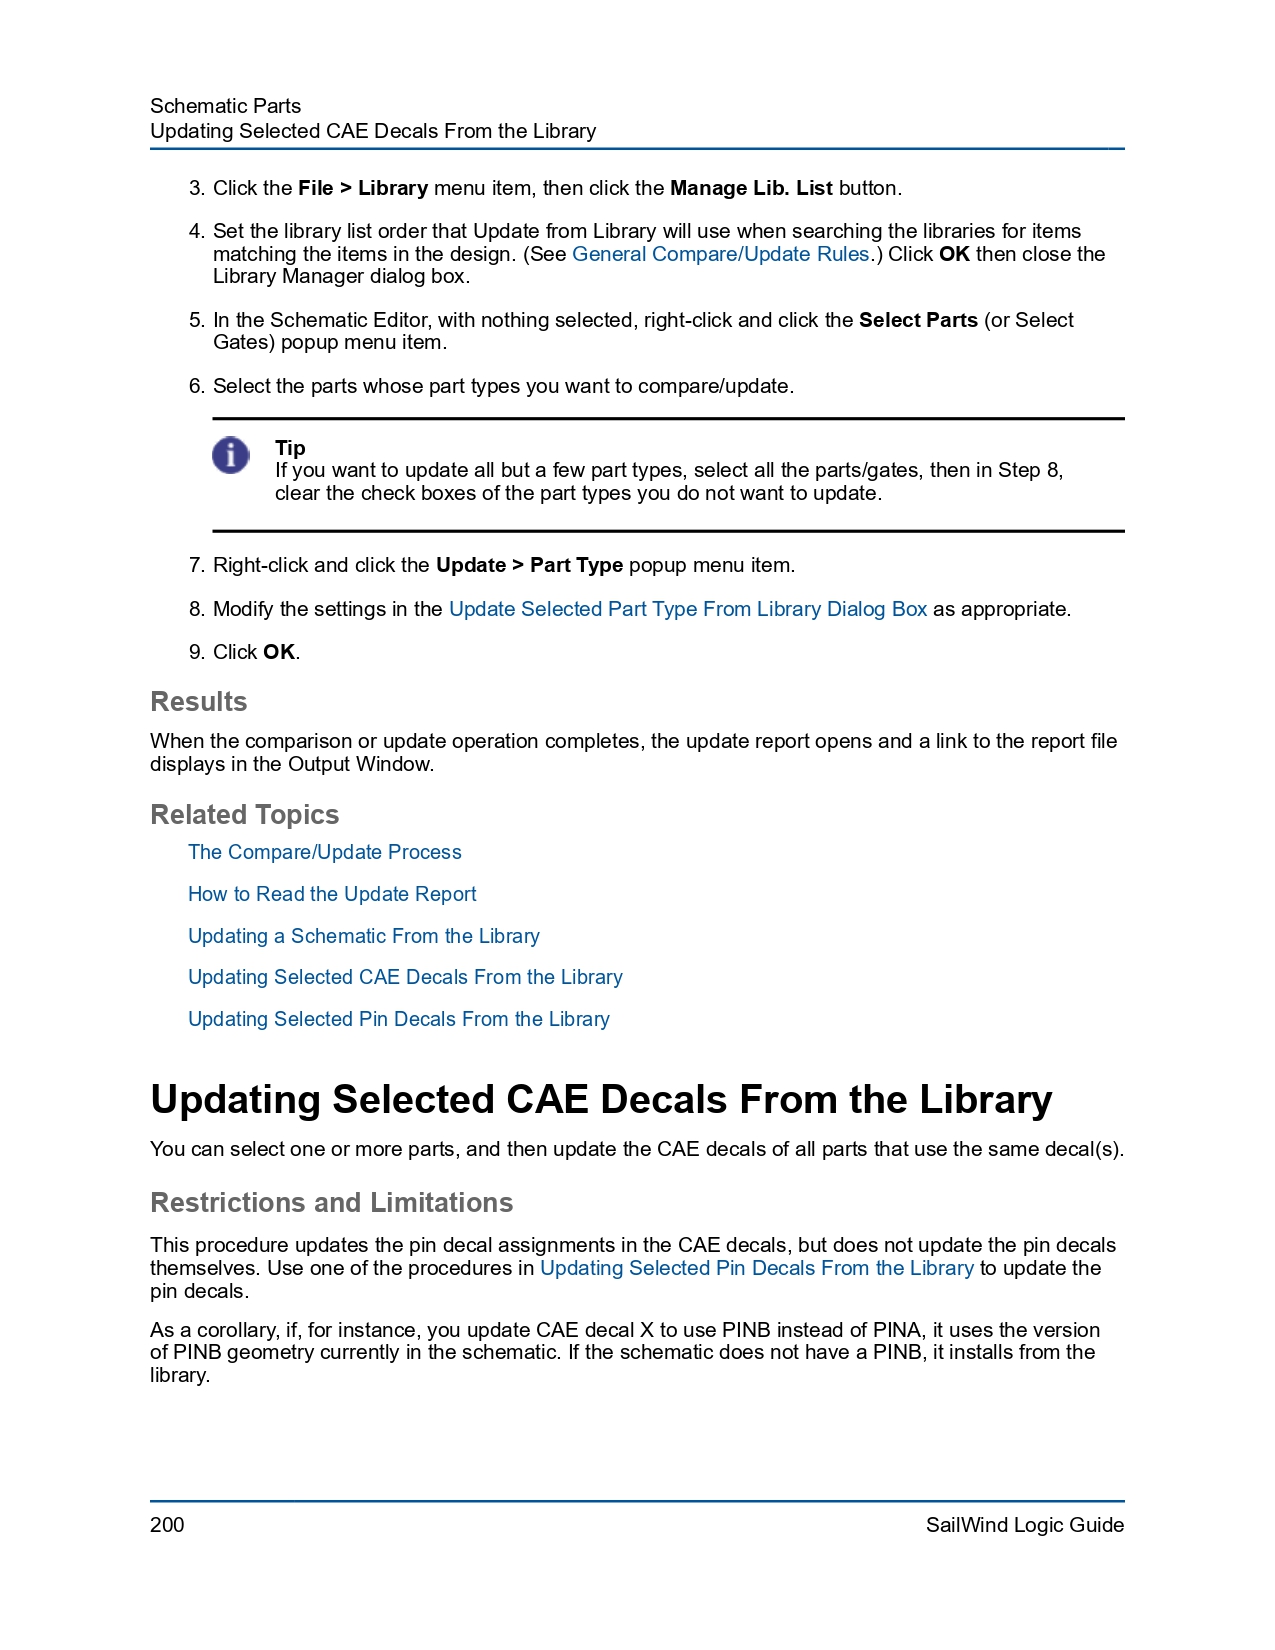 Schematic Parts
Updating Selected CAE Decals From the Library
3. Click the File > Library menu item, then click the Manage Lib. List button.
4. Set the library list order that Update from Library will use when searching the libraries for items
matching the items in the design. (See General Compare/Update Rules.) Click OK then close the
Library Manager dialog box.
5. In the Schematic Editor, with nothing selected, right-click and click the Select Parts (or Select
Gates) popup menu item.
6. Select the parts whose part types you want to compare/update.
Tip
If you want to update all but a few part types, select all the parts/gates, then in Step 8,
clear the check boxes of the part types you do not want to update.
7. Right-click and click the Update > Part Type popup menu item.
8. Modify the settings in the Update Selected Part Type From Library Dialog Box as appropriate.
9. Click OK.
Results
When the comparison or update operation completes, the update report opens and a link to the report file
displays in the Output Window.
Related Topics
The Compare/Update Process
How to Read the Update Report
Updating a Schematic From the Library
Updating Selected CAE Decals From the Library
Updating Selected Pin Decals From the Library
Updating Selected CAE Decals From the Library
You can select one or more parts, and then update the CAE decals of all parts that use the same decal(s).
Restrictions and Limitations
This procedure updates the pin decal assignments in the CAE decals, but does not update the pin decals
themselves. Use one of the procedures in Updating Selected Pin Decals From the Library to update the
pin decals.
As a corollary, if, for instance, you update CAE decal X to use PINB instead of PINA, it uses the version
of PINB geometry currently in the schematic. If the schematic does not have a PINB, it installs from the
library.
200
SailWind Logic Guide